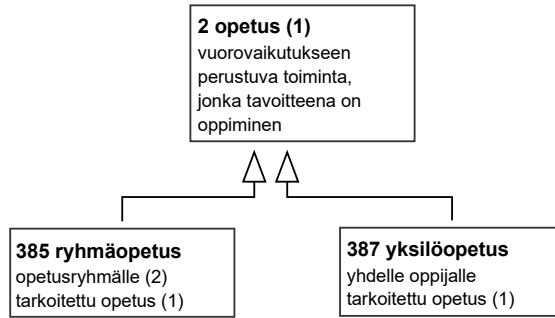 2 opetus (1)
vuorovaikutukseen
perustuva toiminta,
jonka tavoitteena on
oppiminen
385 ryhmäopetus
opetusryhmälle (2)
tarkoitettu opetus (1)
387 yksilöopetus
yhdelle oppijalle
tarkoitettu opetus (1)